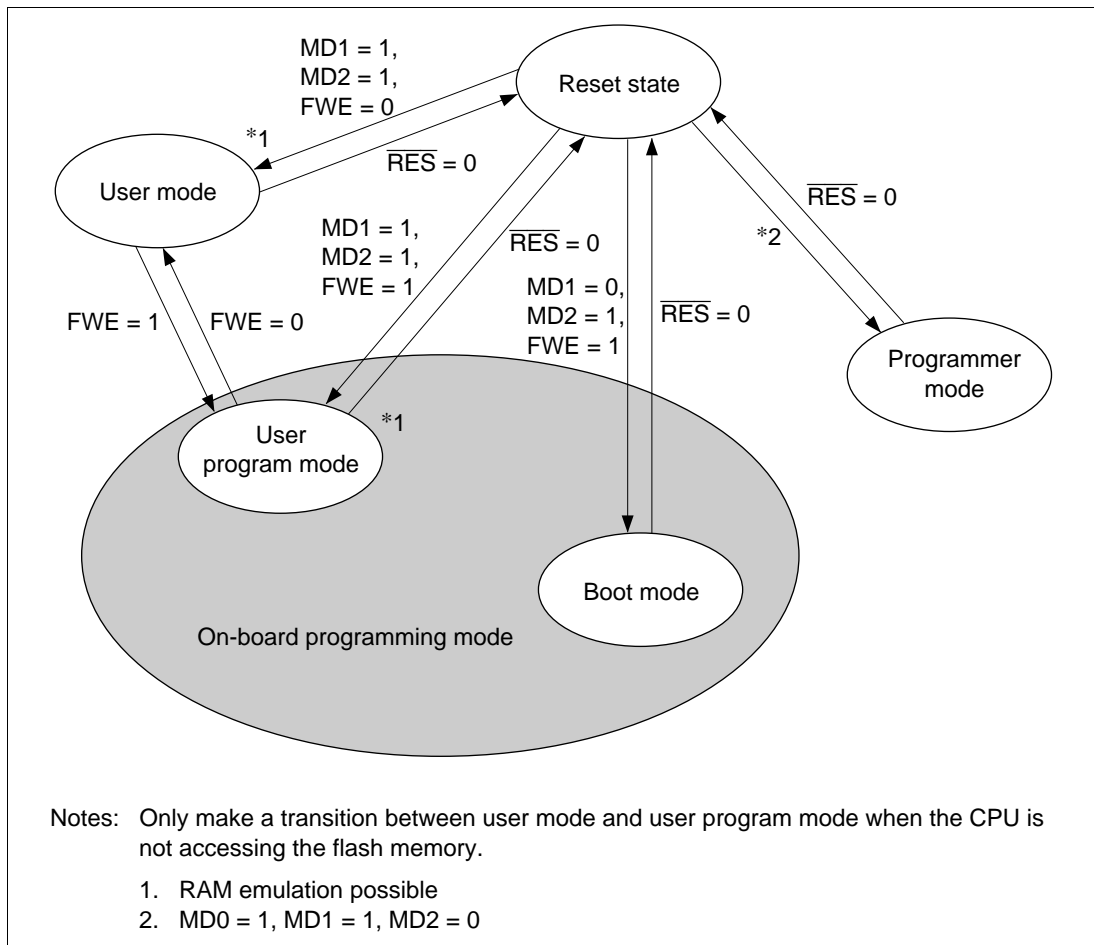 MD1 = 1,
MD2 = 1,
FWE = 0
Reset state
*1
RES = 0
User mode
RES = 0
MD1 = 1,
MD2 = 1,
FWE = 1
RES = 0
*2
MD1 = 0,
MD2 = 1,
FWE = 1
RES = 0
FWE = 1
FWE = 0
Programmer
mode
*1
User
program mode
Boot mode
On-board programming mode
Notes: Only make a transition between user mode and user program mode when the CPU is
not accessing the flash memory.
1. RAM emulation possible
2. MD0 = 1, MD1 = 1, MD2 = 0